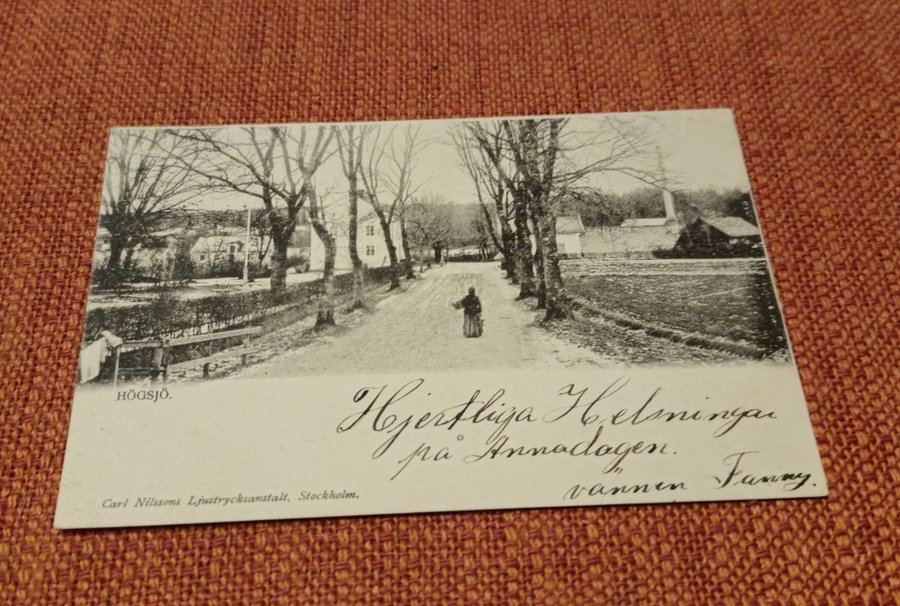 HÖGSJÖ.
Hjertliga Helsningar
på Annadagen.
vännen Fanny.
Carl Nilssons Ljustrycksanstalt, Stockholm.